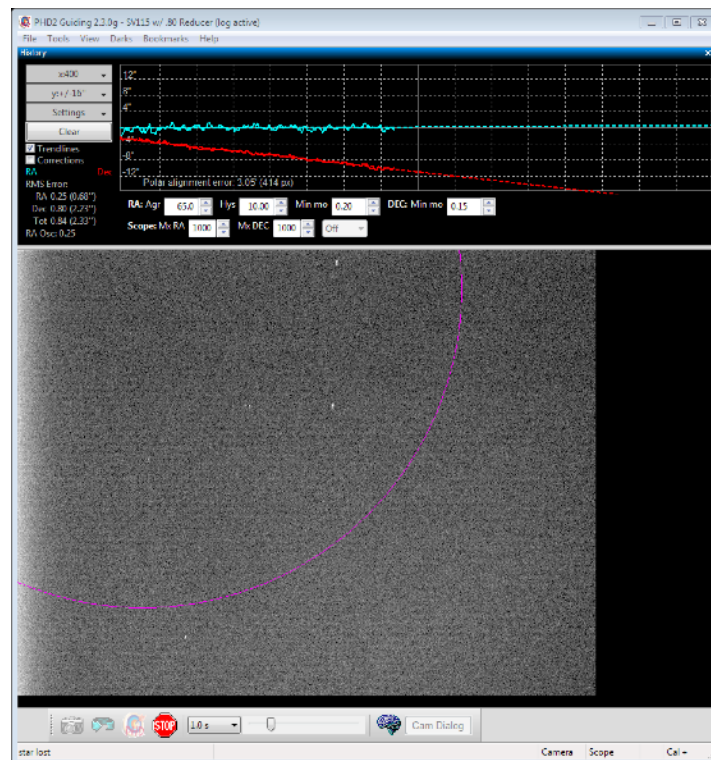 PHD2 Guiding 2.3.0g - SV115 w/ .80 Reducer (log active)
File Tools View Darks Bookmarks Help
History
x:400
y:+/-16"
Settings
Clear
Trendlines
Corrections
RA Dec
RMS Error:
RA 0.25 (0.68")
Dec 0.80 (2.23")
Tot 0.84 (2.33")
RA Osc: 0.25
12"
8"
4"
-4"
-8"
-12"
Polar alignment error: 3.05' (414 px)
RA: Agr 65.0 Hys 10.00 Min mo 0.20 DEC: Min mo 0.15
Scope: Mx RA 1000 Mx DEC 1000 Off
STOP 1.0 s Cam Dialog
star lost Camera Scope Cal +